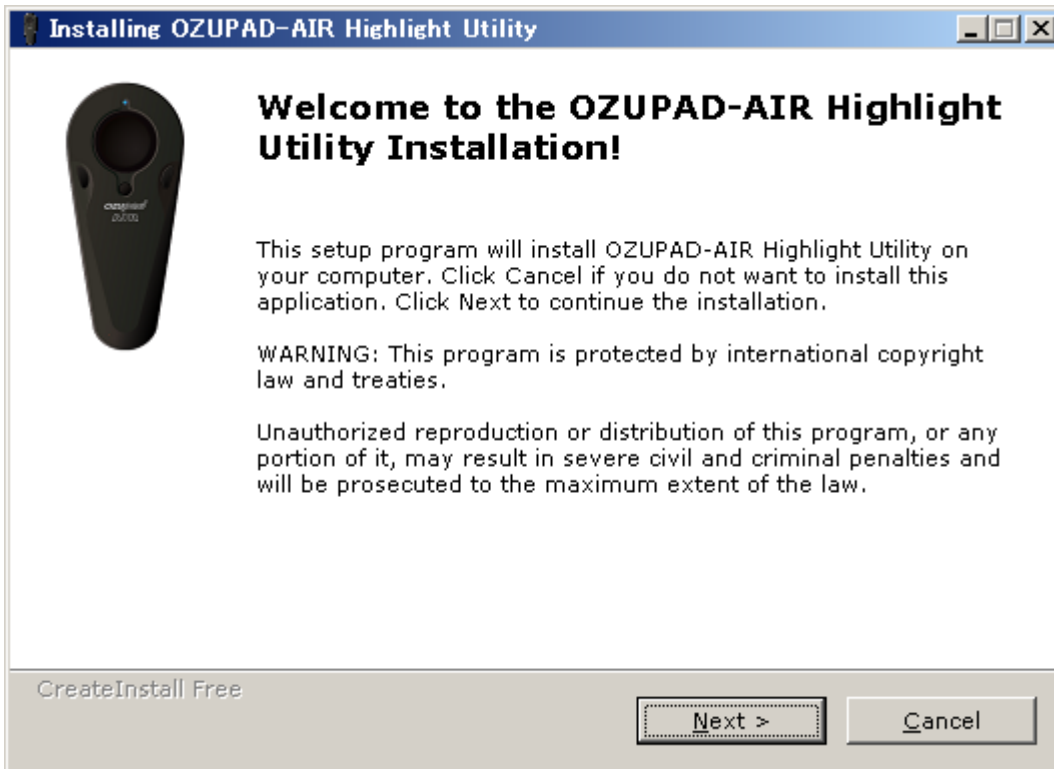 Installing OZUPAD-AIR Highlight Utility
Welcome to the OZUPAD-AIR Highlight
Utility Installation!
ozupad
AIR
This setup program will install OZUPAD-AIR Highlight Utility on
your computer. Click Cancel if you do not want to install this
application. Click Next to continue the installation.
WARNING: This program is protected by international copyright
law and treaties.
Unauthorized reproduction or distribution of this program, or any
portion of it, may result in severe civil and criminal penalties and
will be prosecuted to the maximum extent of the law.
CreateInstall Free
Next >
Cancel